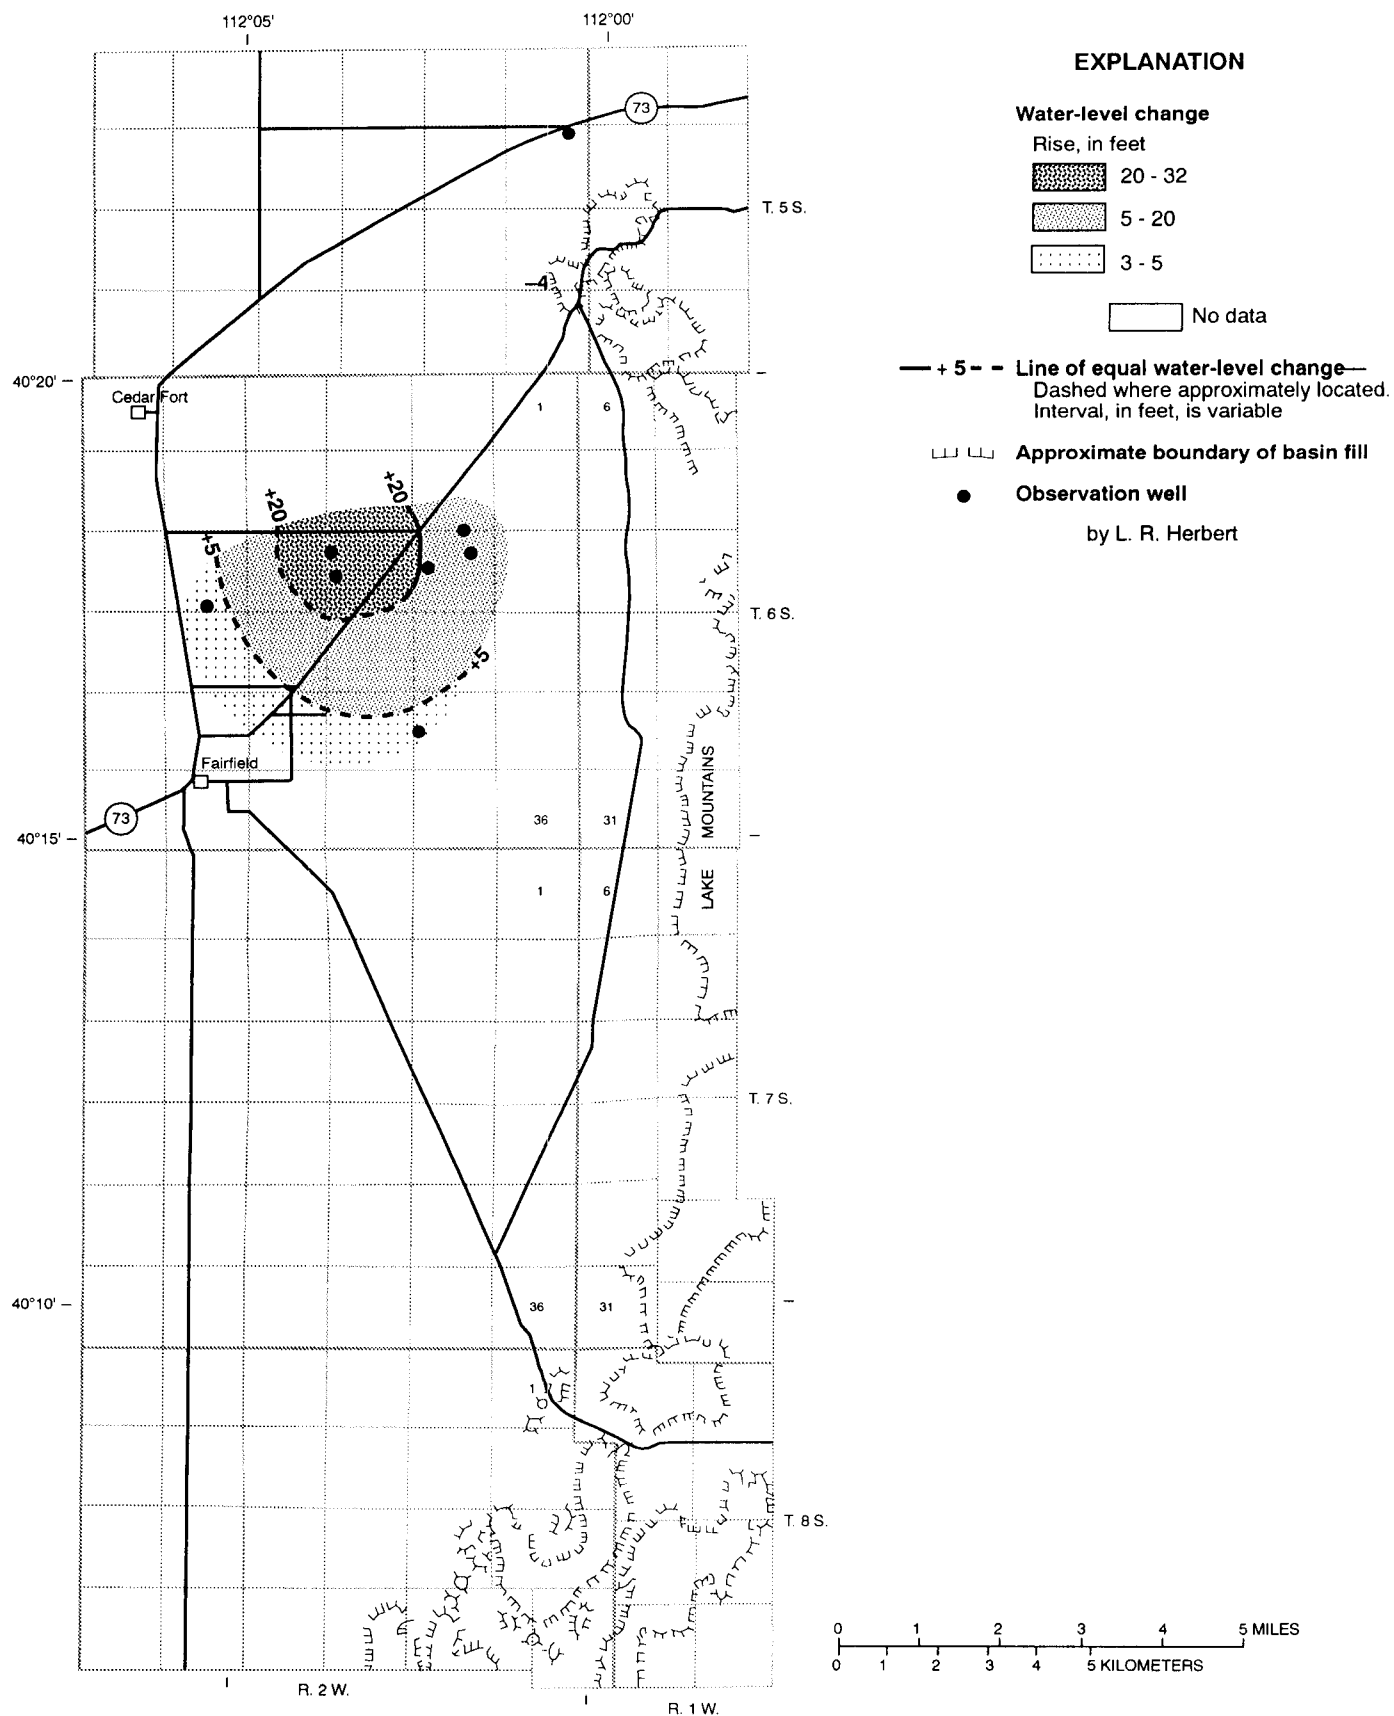 112°05'
112°00'
EXPLANATION
Water-level change
Rise, in feet
20 - 32
5 - 20
3 - 5
No data
+ 5
Line of equal water-level change—
Dashed where approximately located.
Interval, in feet, is variable
Approximate boundary of basin fill
Observation well
by L. R. Herbert
73
T. 5 S.
–4
40°20'
Cedar Fort
1
6
+20
+20
+5
T. 6 S.
+5
Fairfield
73
40°15'
36
31
LAKE MOUNTAINS
1
6
T. 7 S.
40°10'
36
31
1
T. 8 S.
R. 2 W.
R. 1 W.
0 1 2 3 4 5 MILES
0 1 2 3 4 5 KILOMETERS